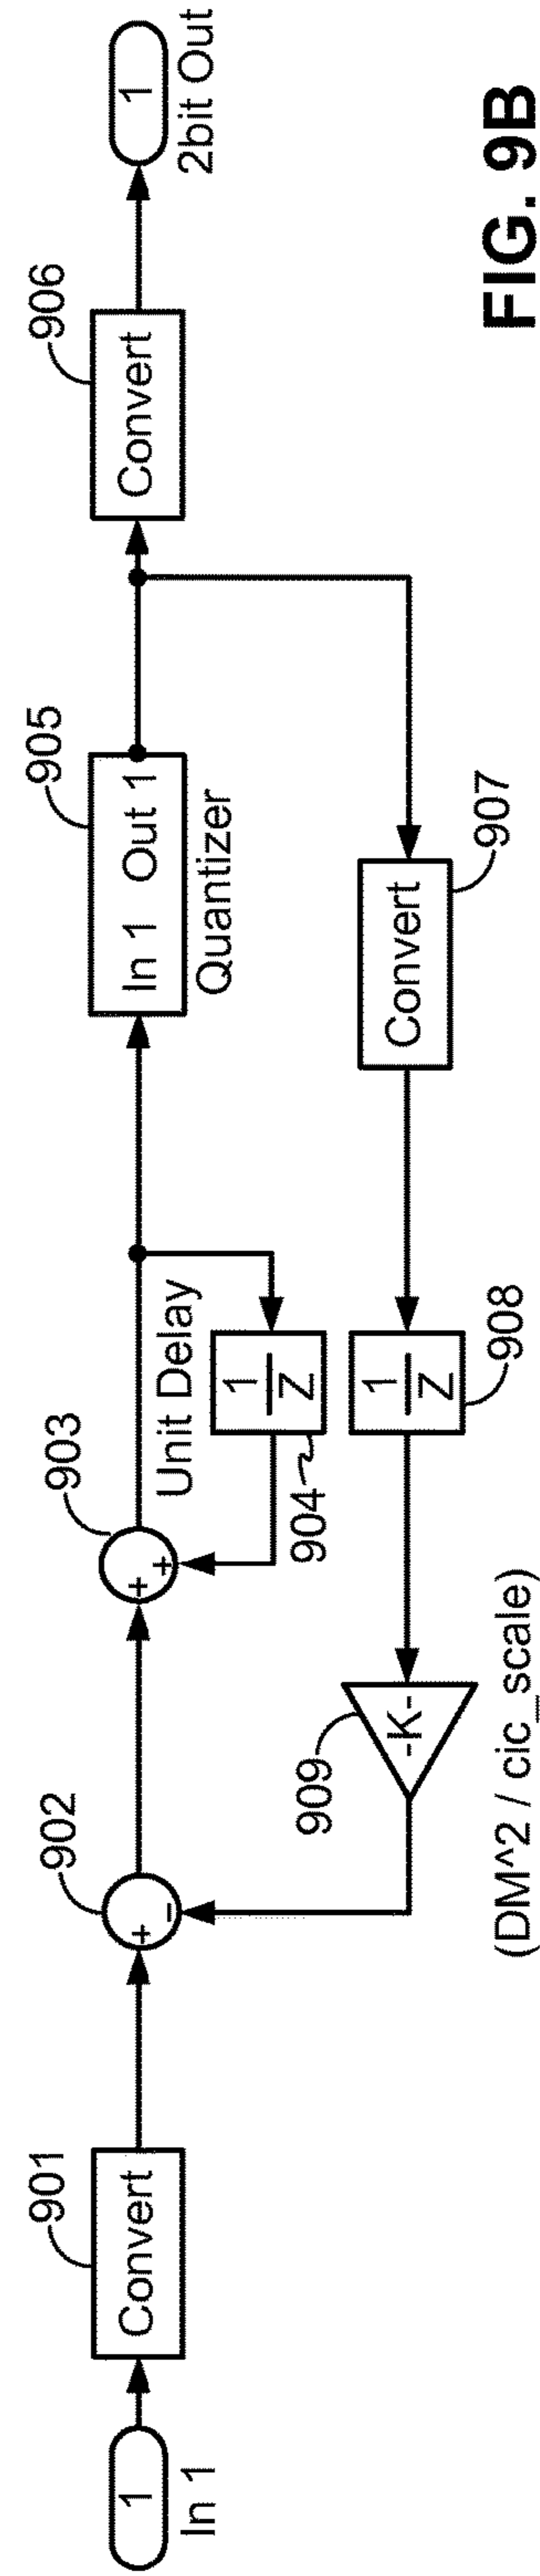 1
In 1
901
Convert
902
+
−
903
+
+
Unit Delay
904
1
Z
905
In 1 Out 1
Quantizer
906
Convert
1
2bit Out
907
Convert
908
1
Z
909
-K-
(DM^2 / cic_scale)
FIG. 9B